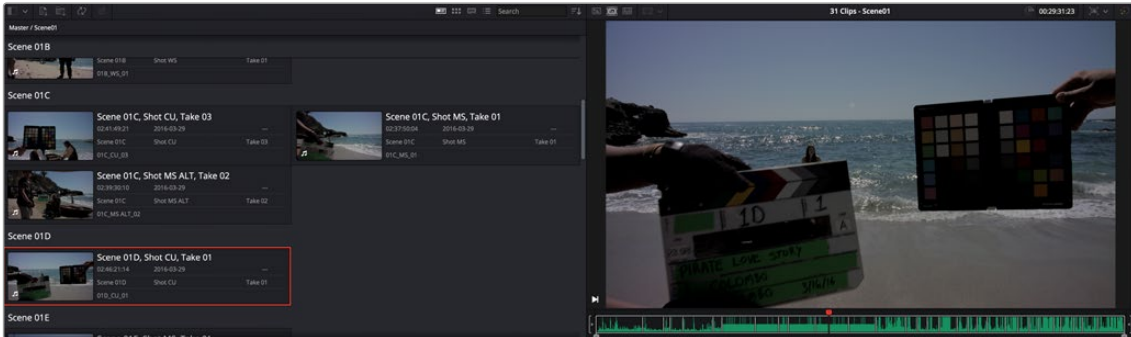 Search
31 Clips - Scene01
00:29:31:23
Master / Scene01
Scene 01B
Scene 01B Shot WS Take 01
01B_WS_01
Scene 01C
Scene 01C, Shot CU, Take 03
02:41:49:21 2016-03-29 --
Scene 01C Shot CU Take 03
01C_CU_03
Scene 01C, Shot MS, Take 01
02:37:50:04 2016-03-29 --
Scene 01C Shot MS Take 01
01C_MS_01
Scene 01C, Shot MS ALT, Take 02
02:39:30:10 2016-03-29 --
Scene 01C Shot MS ALT Take 02
01C_MS ALT_02
Scene 01D
Scene 01D, Shot CU, Take 01
02:46:21:14 2016-03-29 --
Scene 01D Shot CU Take 01
01D_CU_01
Scene 01E
1D 1
A
PIRATE LOVE STORY
COLOMBO
3/16/16